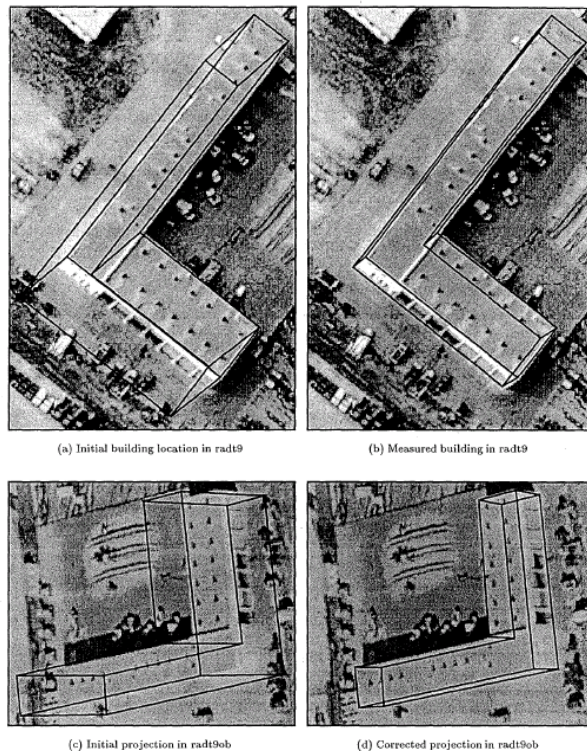 (a) Initial building location in radt9
(b) Measured building in radt9
(c) Initial projection in radt9ob
(d) Corrected projection in radt9ob